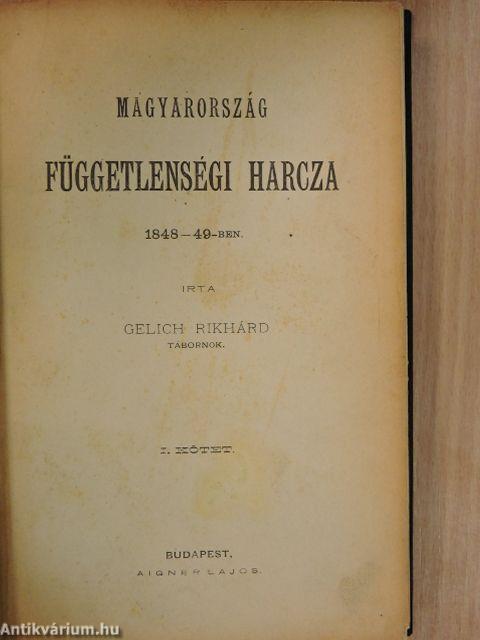 MAGYARORSZÁG
FÜGGETLENSÉGI HARCZA
1848–49-BEN.
IRTA
GELICH RIKHÁRD
TÁBORNOK.
I. KÖTET.
BUDAPEST,
AIGNER LAJOS.
Antikvárium.hu